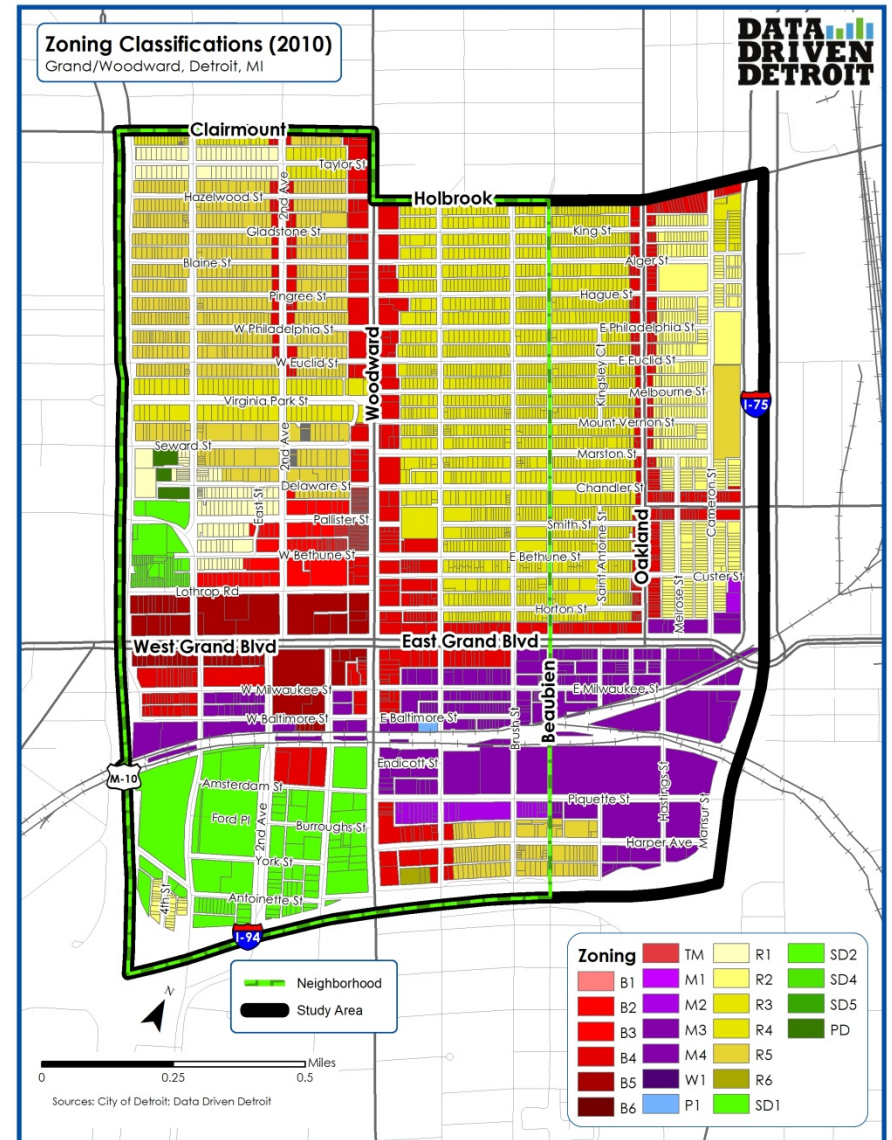 Zoning Classifications (2010)
Grand/Woodward, Detroit, MI
DATA
DRIVEN
DETROIT
Clairmount
Taylor St
2nd Ave
Hazelwood St
Holbrook
Gladstone St
King St
Blaine St
Alger St
Pingree St
Hague St
W Philadelphia St
E Philadelphia St
Woodward
W Euclid St
Kingsley Ct
E Euclid St
Melbourne St
Virginia Park St
I-75
Mount Vernon St
Seward St
2nd Ave
Marston St
Delaware St
Chandler St
Cameron St
East St
Pallister St
Smith St
Saint Antoine St
Oakland
W Bethune St
E Bethune St
Lothrop Rd
Melrose St
Custer St
Horton St
West Grand Blvd
East Grand Blvd
W Milwaukee St
E Milwaukee St
Beaubien
W Baltimore St
E Baltimore St
Brush St
M-10
Endicott St
Amsterdam St
Hastings St
Mansur St
Piquette St
Ford Pl
2nd Ave
Burroughs St
Harper Ave
York St
4th St
Antoinette St
I-94
Neighborhood
Study Area
N
Miles
0 0.25 0.5
Sources: City of Detroit; Data Driven Detroit
Zoning
B1
B2
B3
B4
B5
B6
TM
M1
M2
M3
M4
W1
P1
R1
R2
R3
R4
R5
R6
SD1
SD2
SD4
SD5
PD